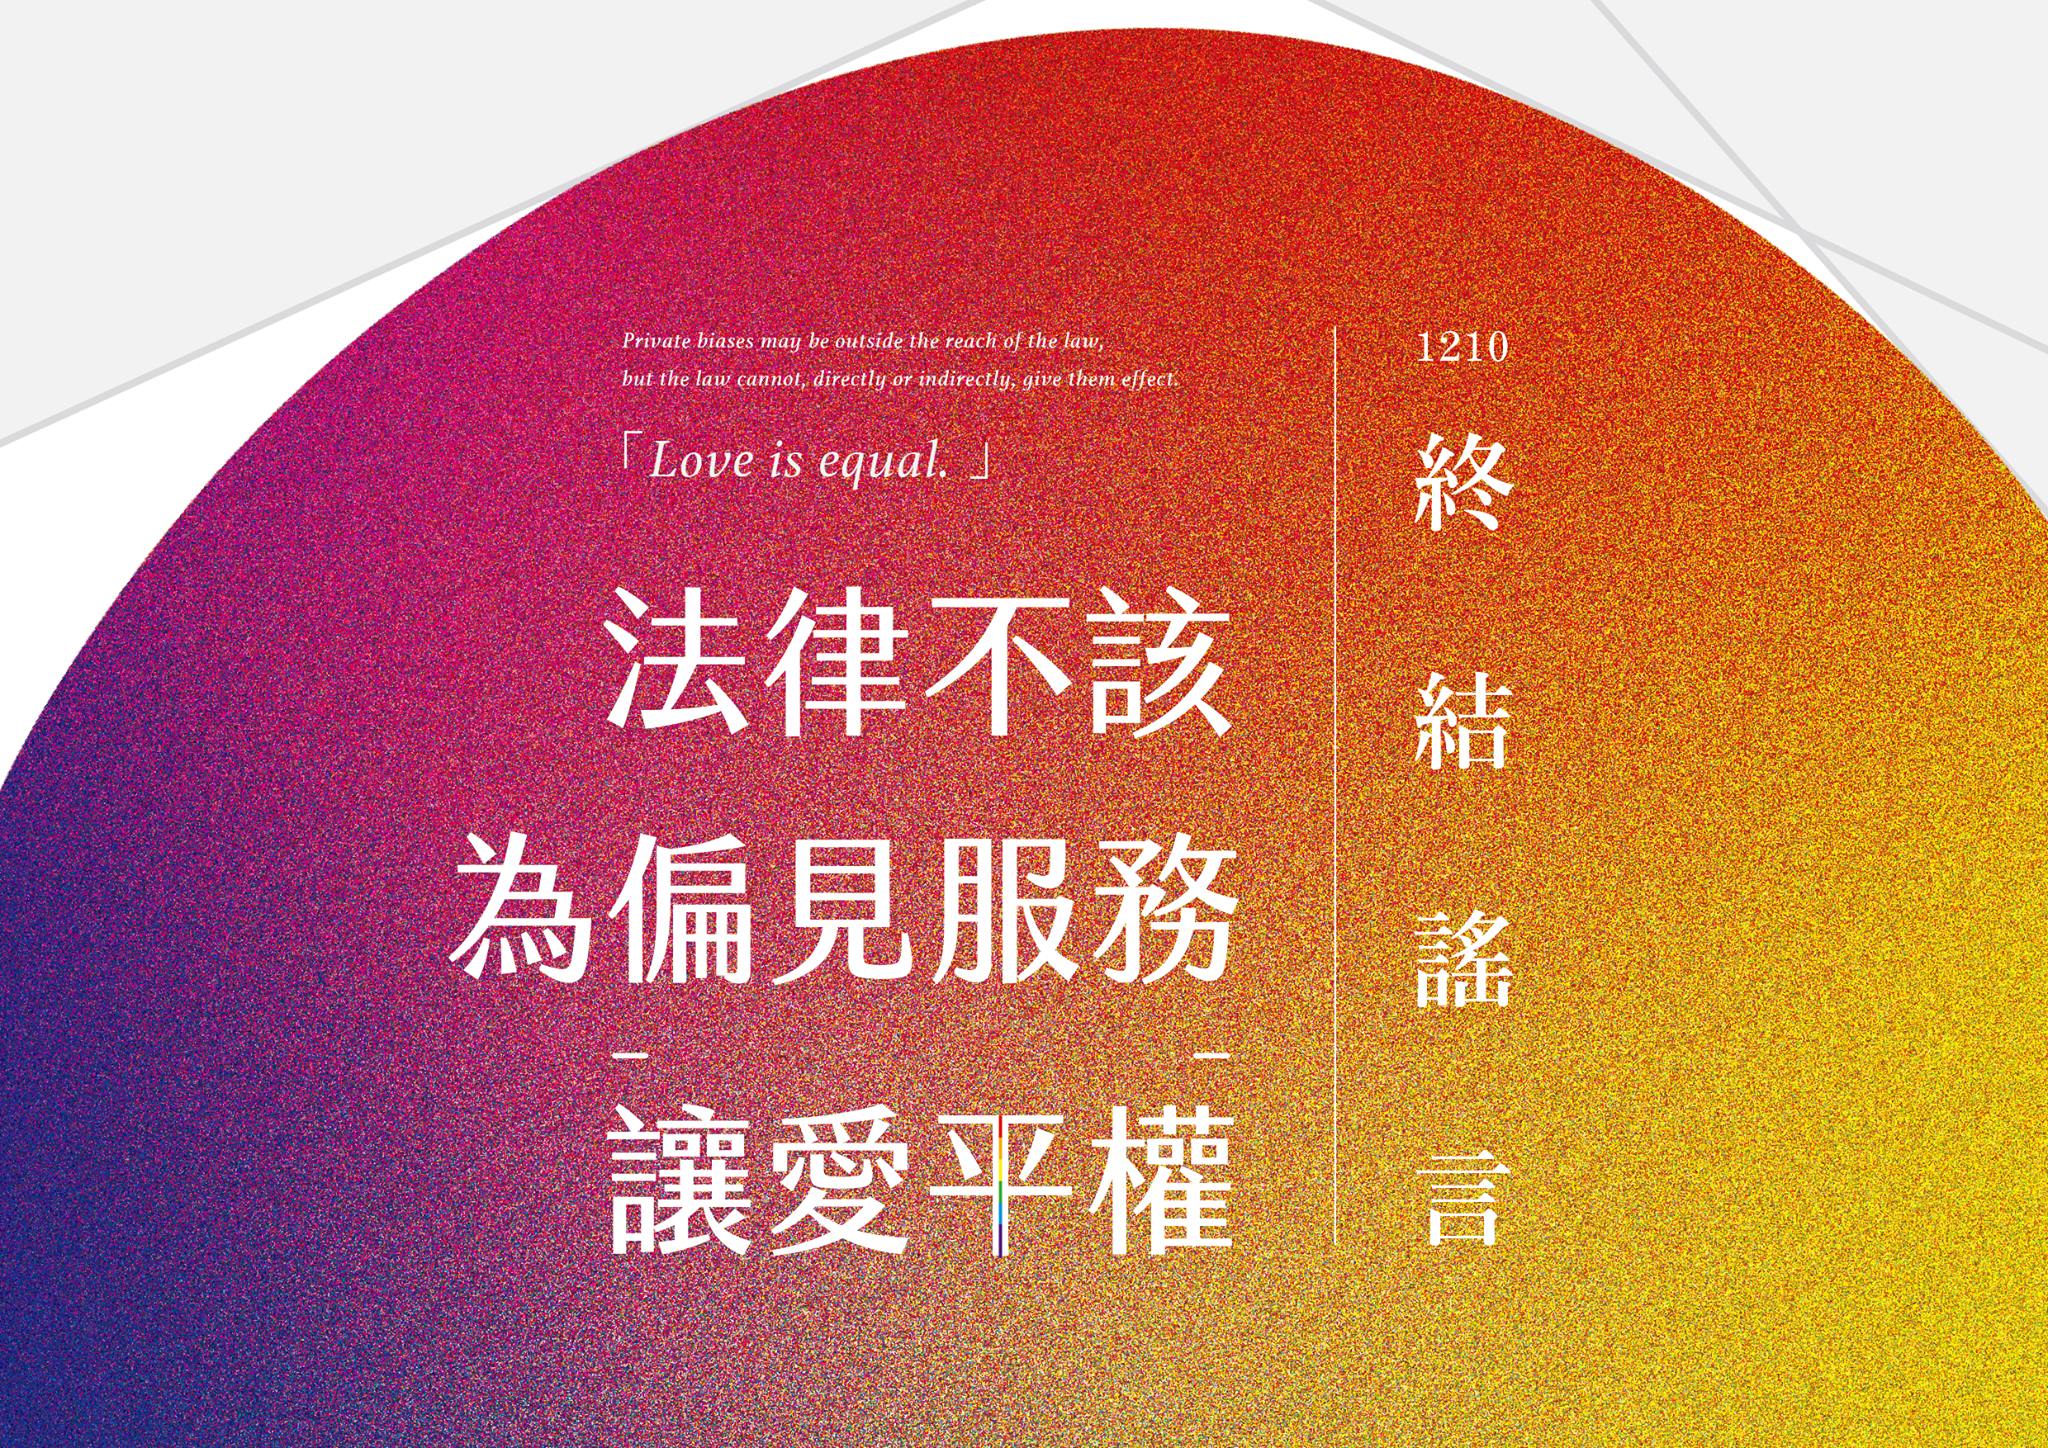 Private biases may be outside the reach of the law,
but the law cannot, directly or indirectly, give them effect.
「Love is equal.」
法律不該
為偏見服務
讓愛平權
1210
終結謠言